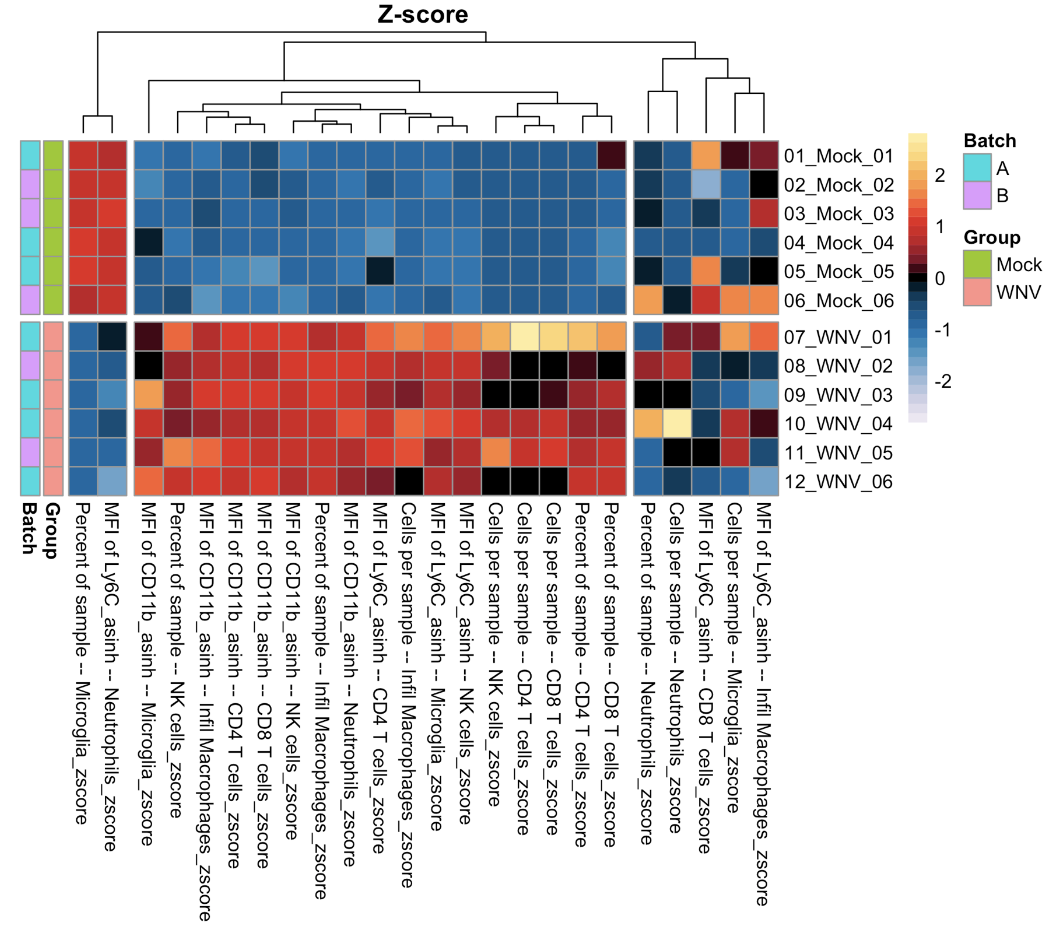 Z-score
01_Mock_01
02_Mock_02
03_Mock_03
04_Mock_04
05_Mock_05
06_Mock_06
07_WNV_01
08_WNV_02
09_WNV_03
10_WNV_04
11_WNV_05
12_WNV_06
2
1
0
-1
-2
Batch
A
B
Group
Mock
WNV
Batch
Group
Percent of sample -- Microglia_zscore
MFI of Ly6C_asinh -- Neutrophils_zscore
MFI of CD11b_asinh -- Microglia_zscore
Percent of sample -- NK cells_zscore
MFI of CD11b_asinh -- Infil Macrophages_zscore
MFI of CD11b_asinh -- CD4 T cells_zscore
MFI of CD11b_asinh -- CD8 T cells_zscore
MFI of CD11b_asinh -- NK cells_zscore
Percent of sample -- Infil Macrophages_zscore
MFI of CD11b_asinh -- Neutrophils_zscore
MFI of Ly6C_asinh -- CD4 T cells_zscore
Cells per sample -- Infil Macrophages_zscore
MFI of Ly6C_asinh -- Microglia_zscore
MFI of Ly6C_asinh -- NK cells_zscore
Cells per sample -- NK cells_zscore
Cells per sample -- CD4 T cells_zscore
Cells per sample -- CD8 T cells_zscore
Percent of sample -- CD4 T cells_zscore
Percent of sample -- CD8 T cells_zscore
Percent of sample -- Neutrophils_zscore
Cells per sample -- Neutrophils_zscore
MFI of Ly6C_asinh -- CD8 T cells_zscore
Cells per sample -- Microglia_zscore
MFI of Ly6C_asinh -- Infil Macrophages_zscore